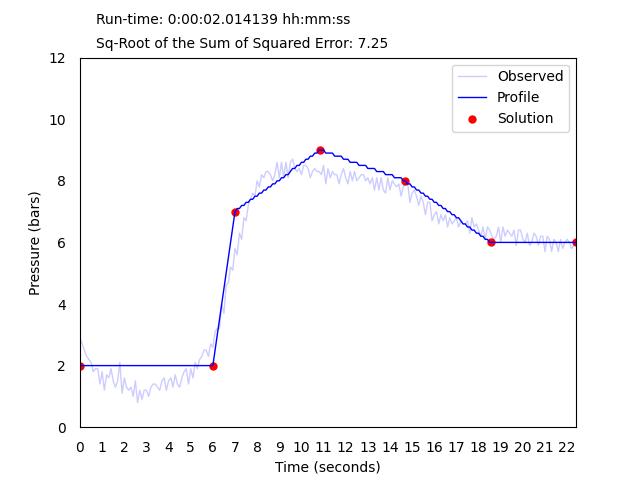 Run-time: 0:00:02.014139 hh:mm:ss
Sq-Root of the Sum of Squared Error: 7.25
12
10
8
6
4
2
0
Pressure (bars)
Observed
Profile
Solution
0 1 2 3 4 5 6 7 8 9 10 11 12 13 14 15 16 17 18 19 20 21 22
Time (seconds)